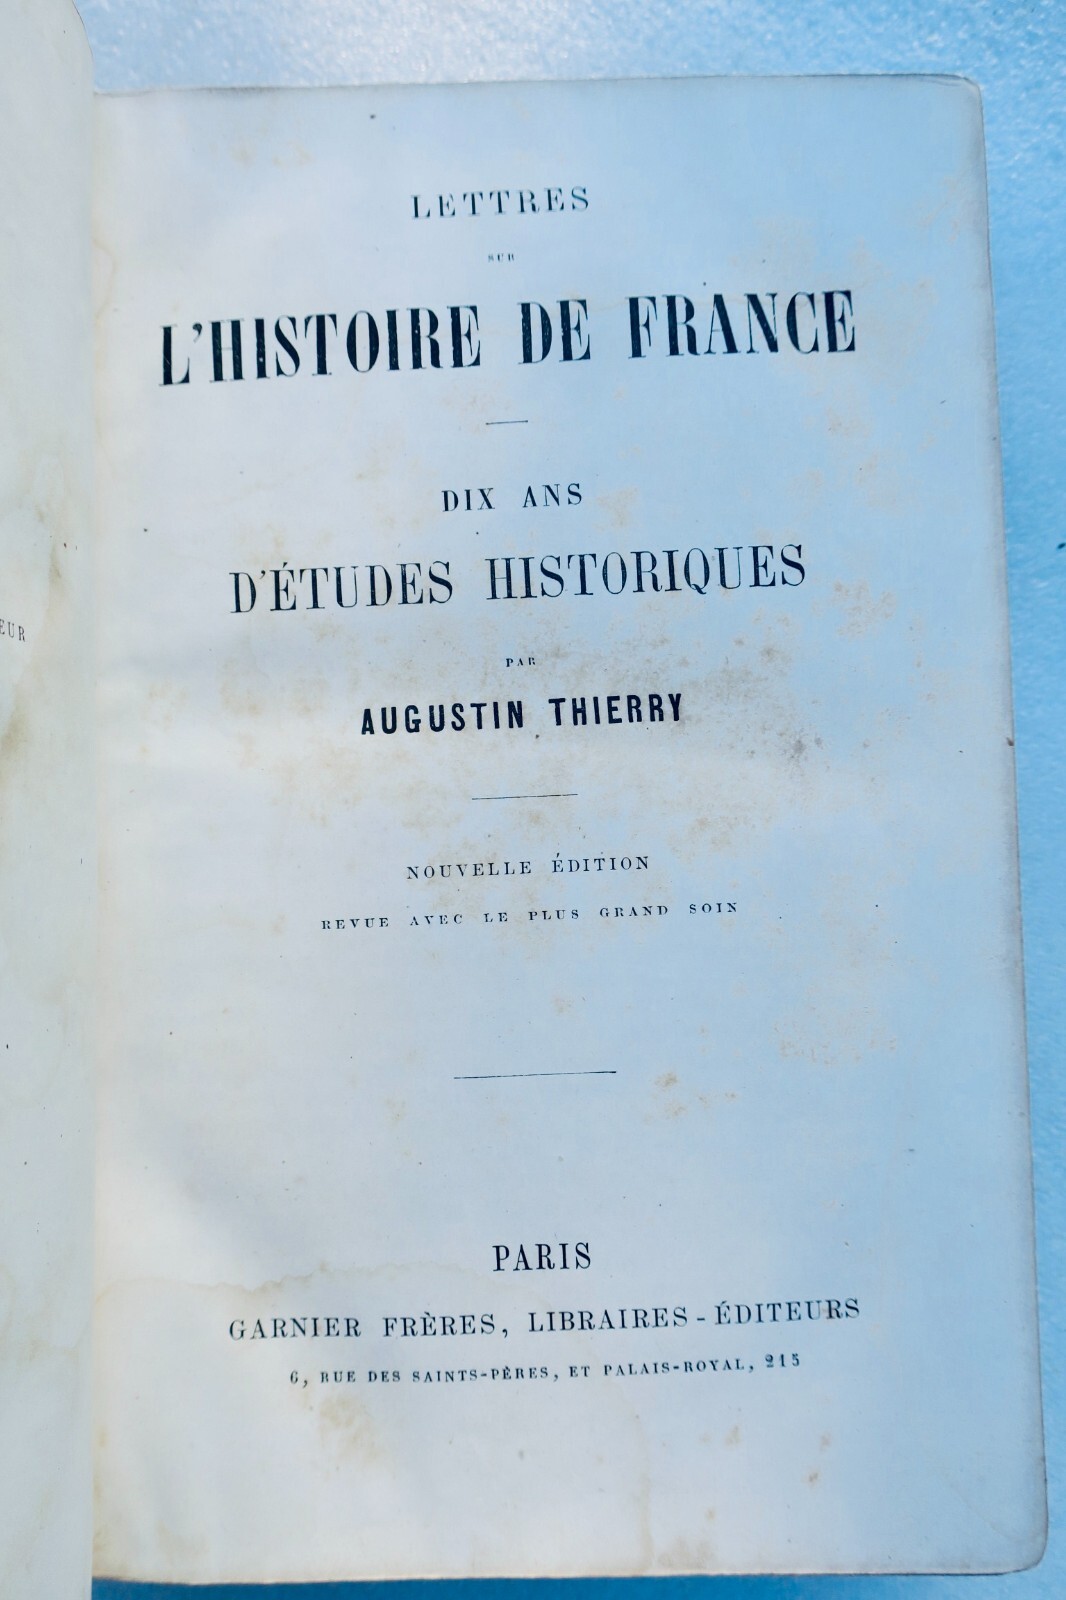 LETTRES
SUR
L'HISTOIRE DE FRANCE
DIX ANS
D'ÉTUDES HISTORIQUES
PAR
AUGUSTIN THIERRY
NOUVELLE ÉDITION
REVUE AVEC LE PLUS GRAND SOIN
PARIS
GARNIER FRÈRES, LIBRAIRES-ÉDITEURS
6, RUE DES SAINTS-PÈRES, ET PALAIS-ROYAL, 215